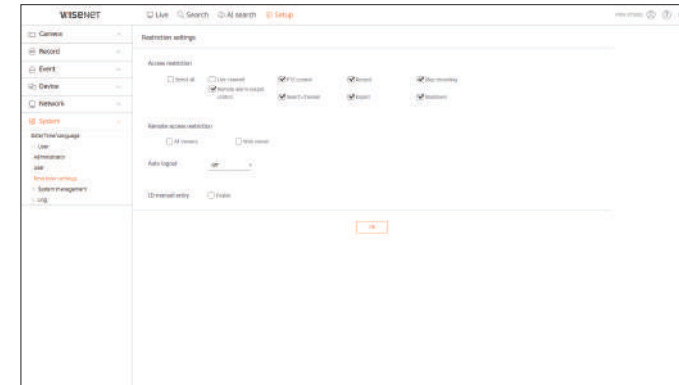 WISENET
Live Search AI search Setup
Camera
Record
Event
Device
Network
System
Date/Time/Language
User
Administrator
User
Restriction settings
System management
Log
Restriction settings
Access restriction
Select all Live channel PTZ control Record Stop recording
Remote alarm output control Search channel Export Shutdown
Remote access restriction
All viewers Web viewer
Auto logout Off
ID manual entry Enable
OK